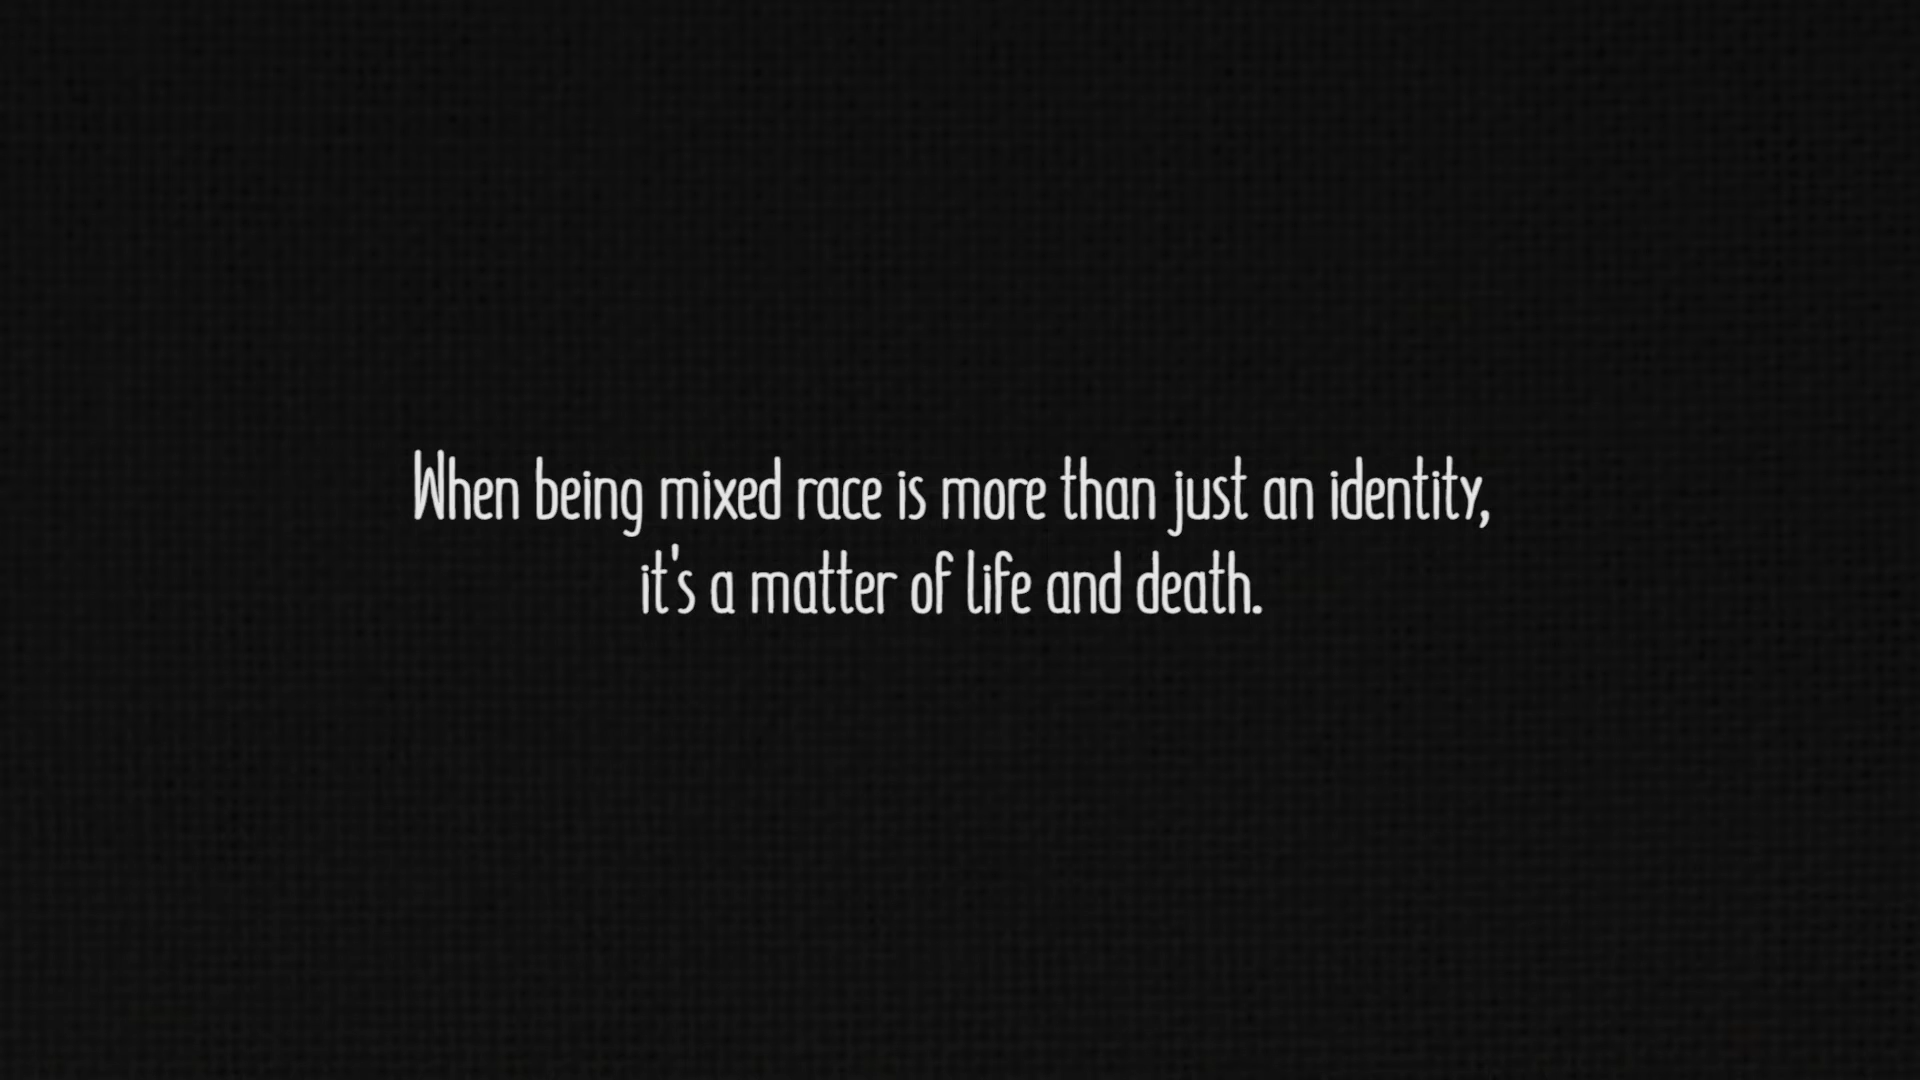 When being mixed race is more than just an identity,
it's a matter of life and death.